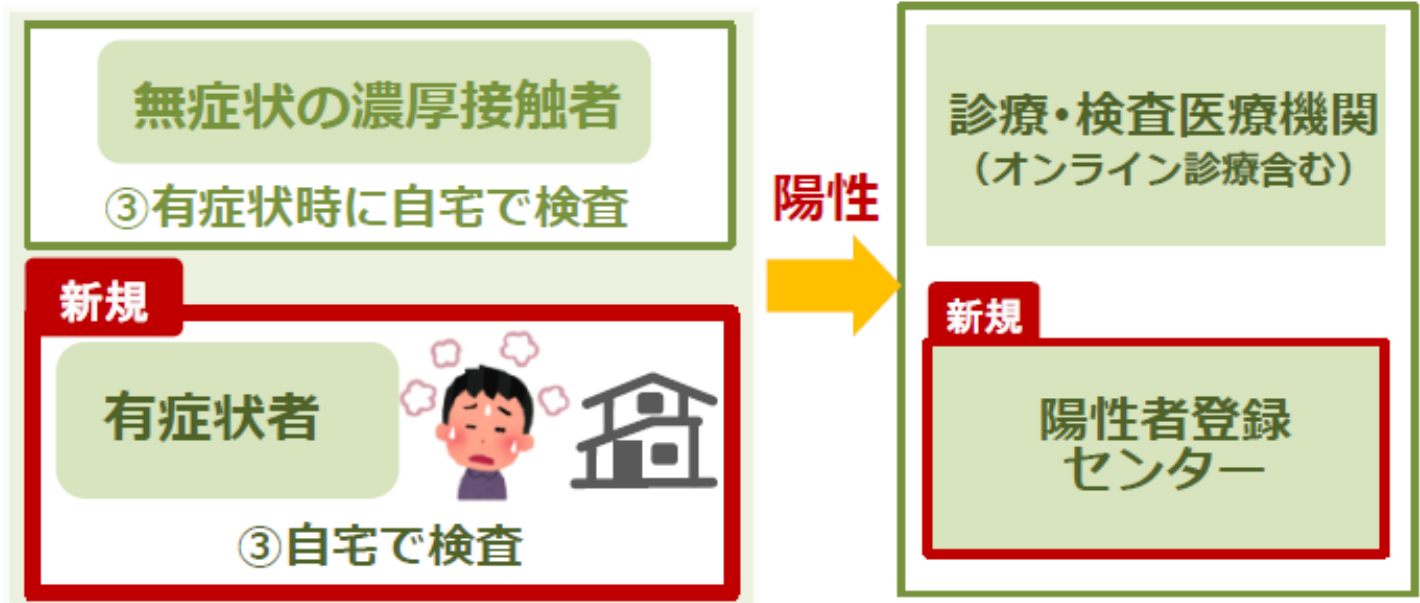 無症状の濃厚接触者
③有症状時に自宅で検査
新規
有症状者
③自宅で検査
陽性
診療・検査医療機関
（オンライン診療含む）
新規
陽性者登録
センター